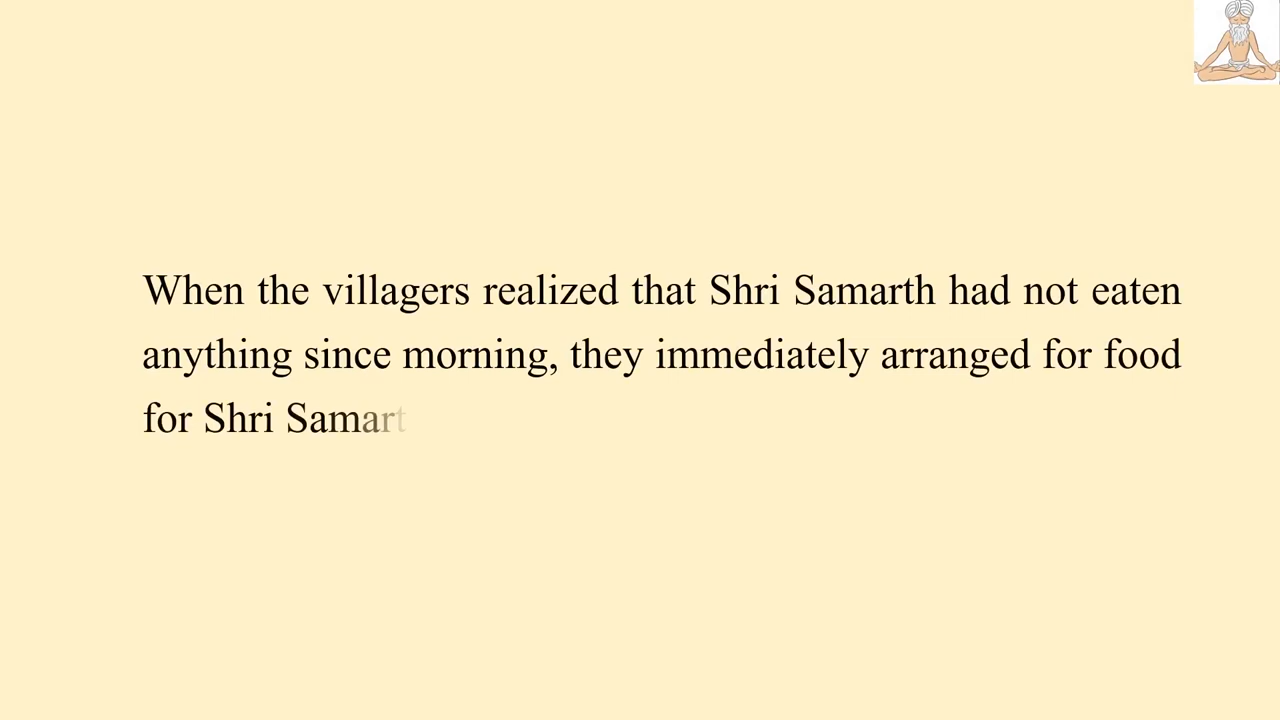 When the villagers realized that Shri Samarth had not eaten
anything since morning, they immediately arranged for food
for Shri Samart